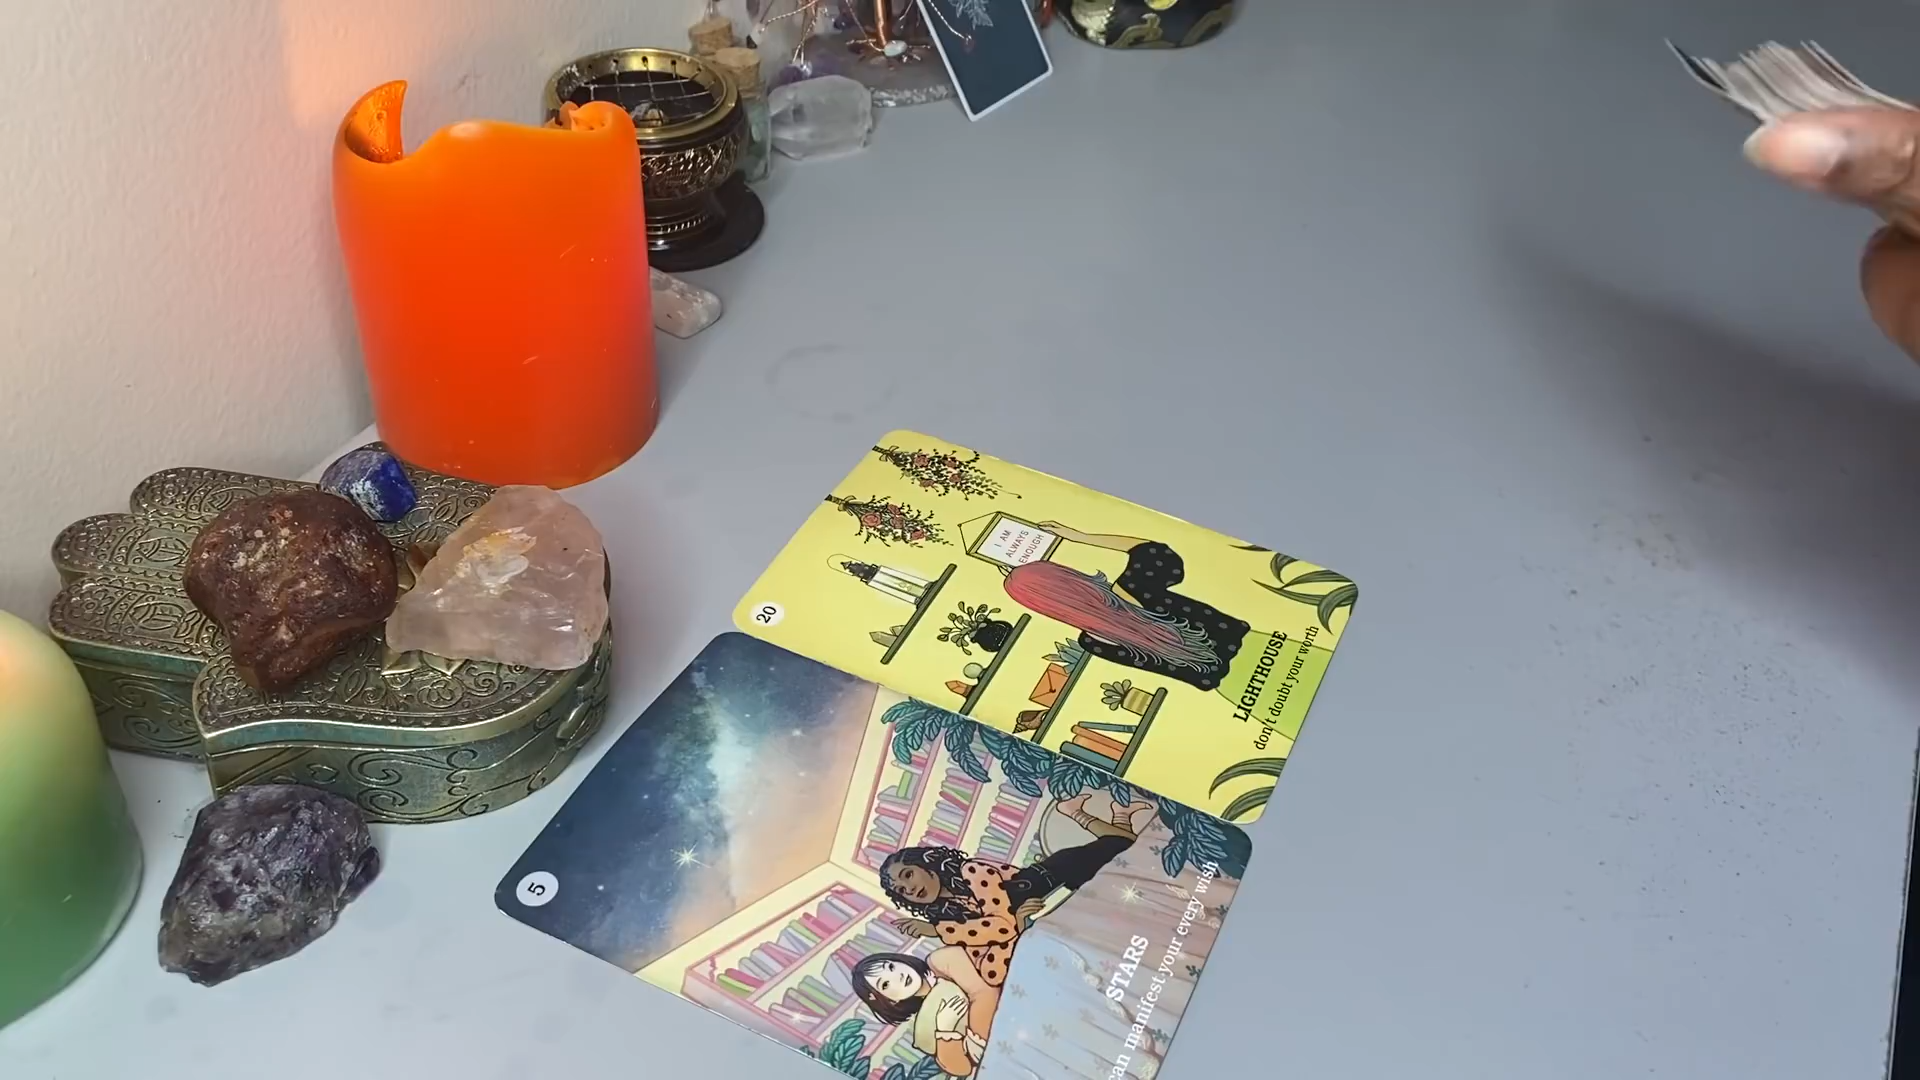 20
I AM
ALWAYS
ENOUGH
LIGHTHOUSE
don't doubt your worth
5
STARS
can manifest your every wish